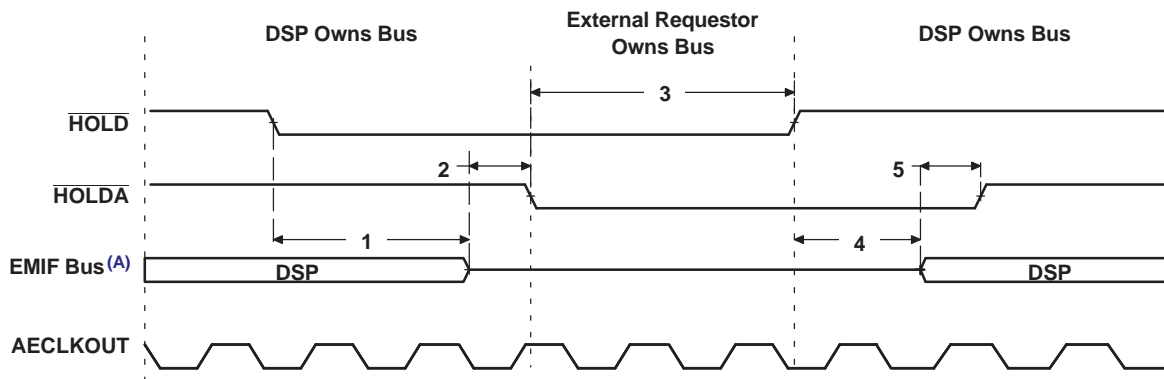 DSP Owns Bus
External Requestor
Owns Bus
DSP Owns Bus
3
HOLD
2
5
HOLDA
1
4
EMIF Bus (A)
DSP
DSP
AECLKOUT